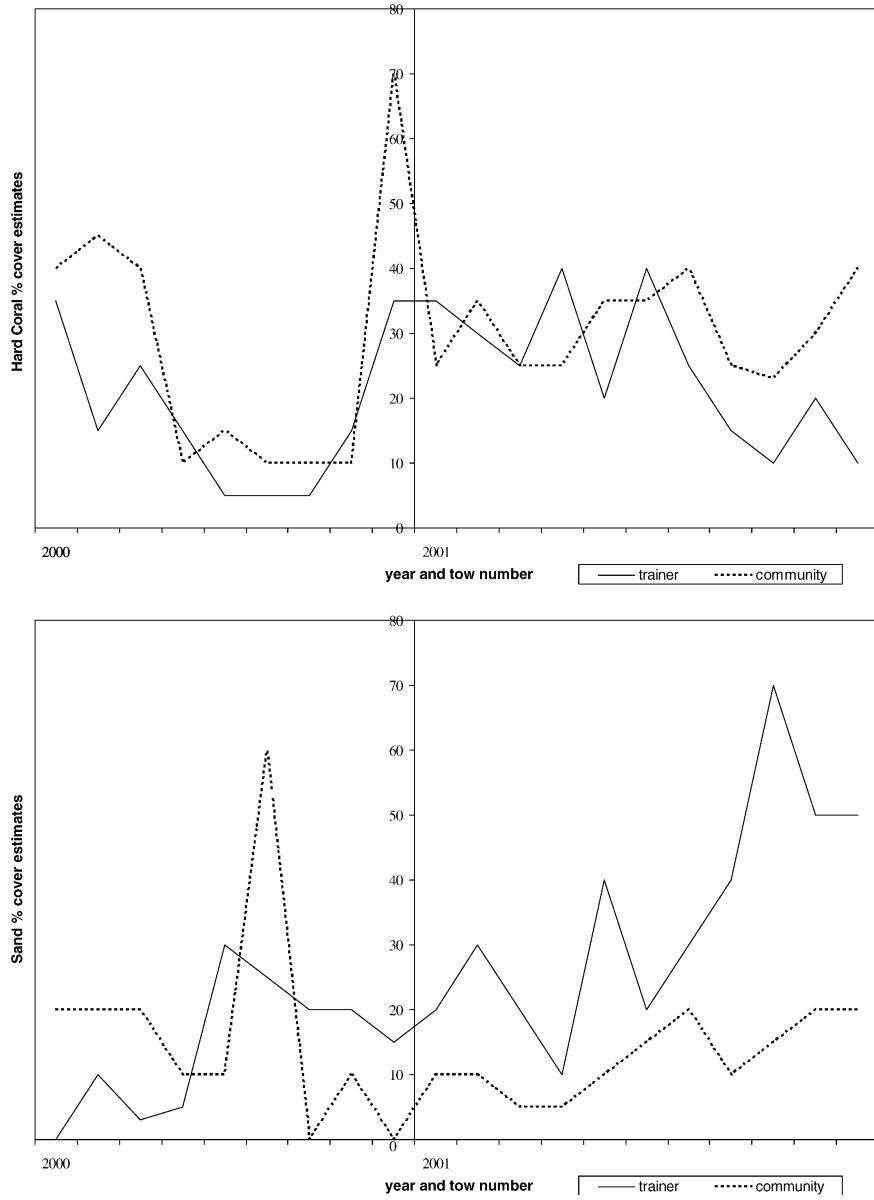 80
70
60
50
40
30
20
10
0
Hard Coral % cover estimates
2000
2001
year and tow number
trainer
community
80
70
60
50
40
30
20
10
0
Sand % cover estimates
2000
2001
year and tow number
trainer
community